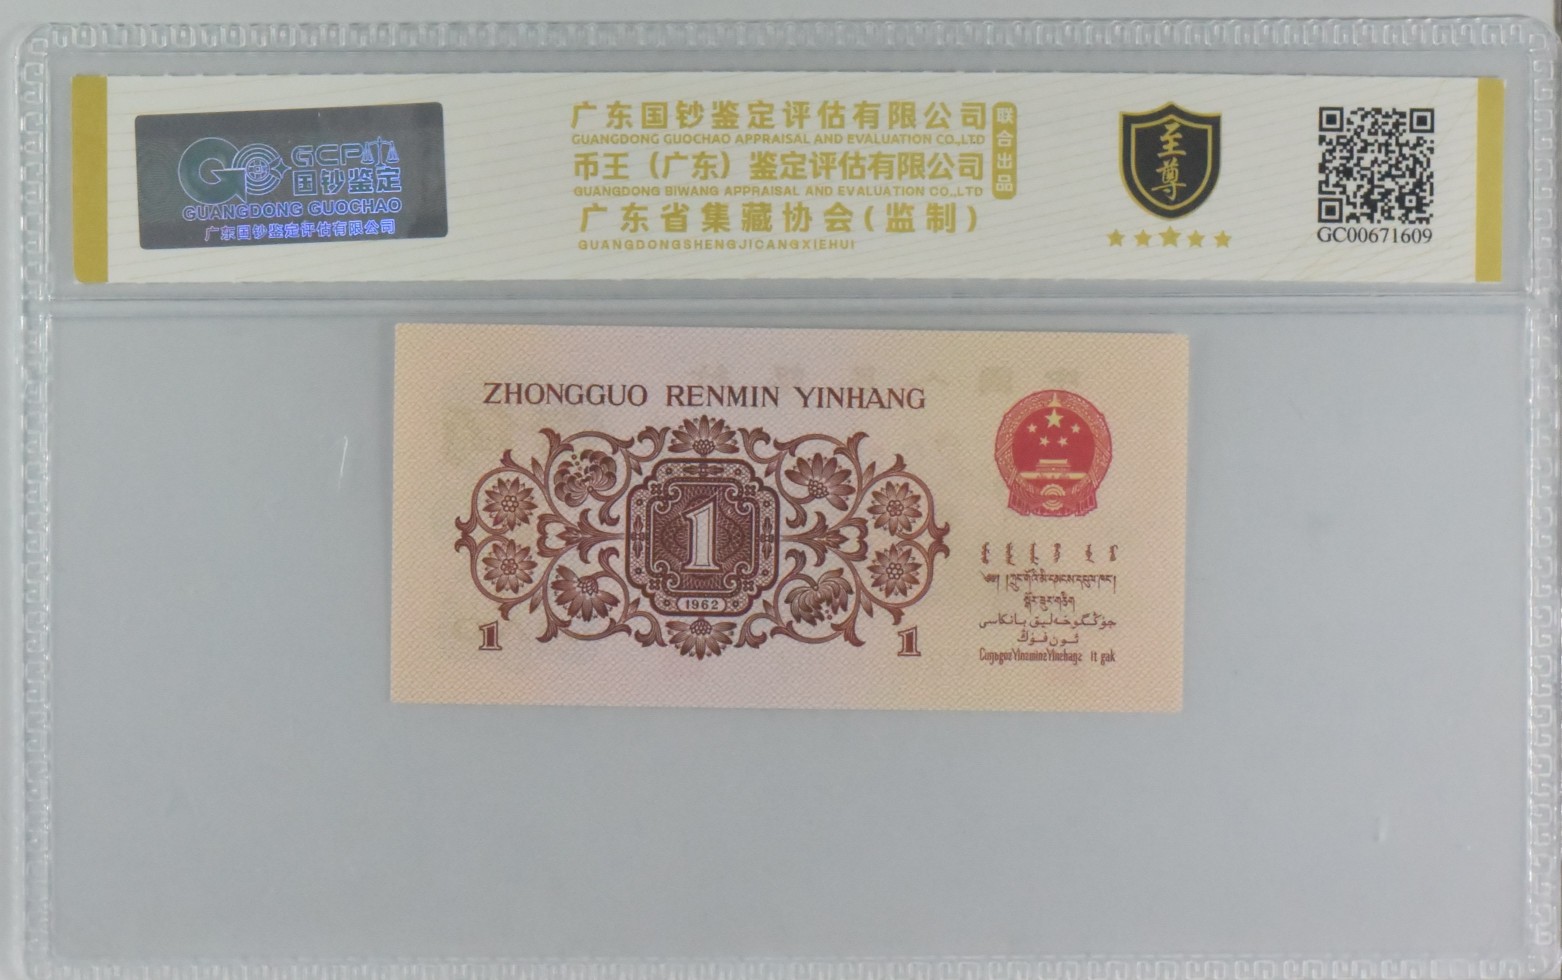 GCP
国钞鉴定
GUANGDONG GUOCHAO
广东国钞鉴定评估有限公司
广东国钞鉴定评估有限公司
GUANGDONG GUOCHAO APPRAISAL AND EVALUATION CO.,LTD
币王（广东）鉴定评估有限公司
GUANGDONG BIWANG APPRAISAL AND EVALUATION CO.,LTD
广东省集藏协会(监制)
GUANGDONGSHENGJICANGXIEHUI
联合出品
至尊
GC00671609
ZHONGGUO RENMIN YINHANG
1
1962
1
1